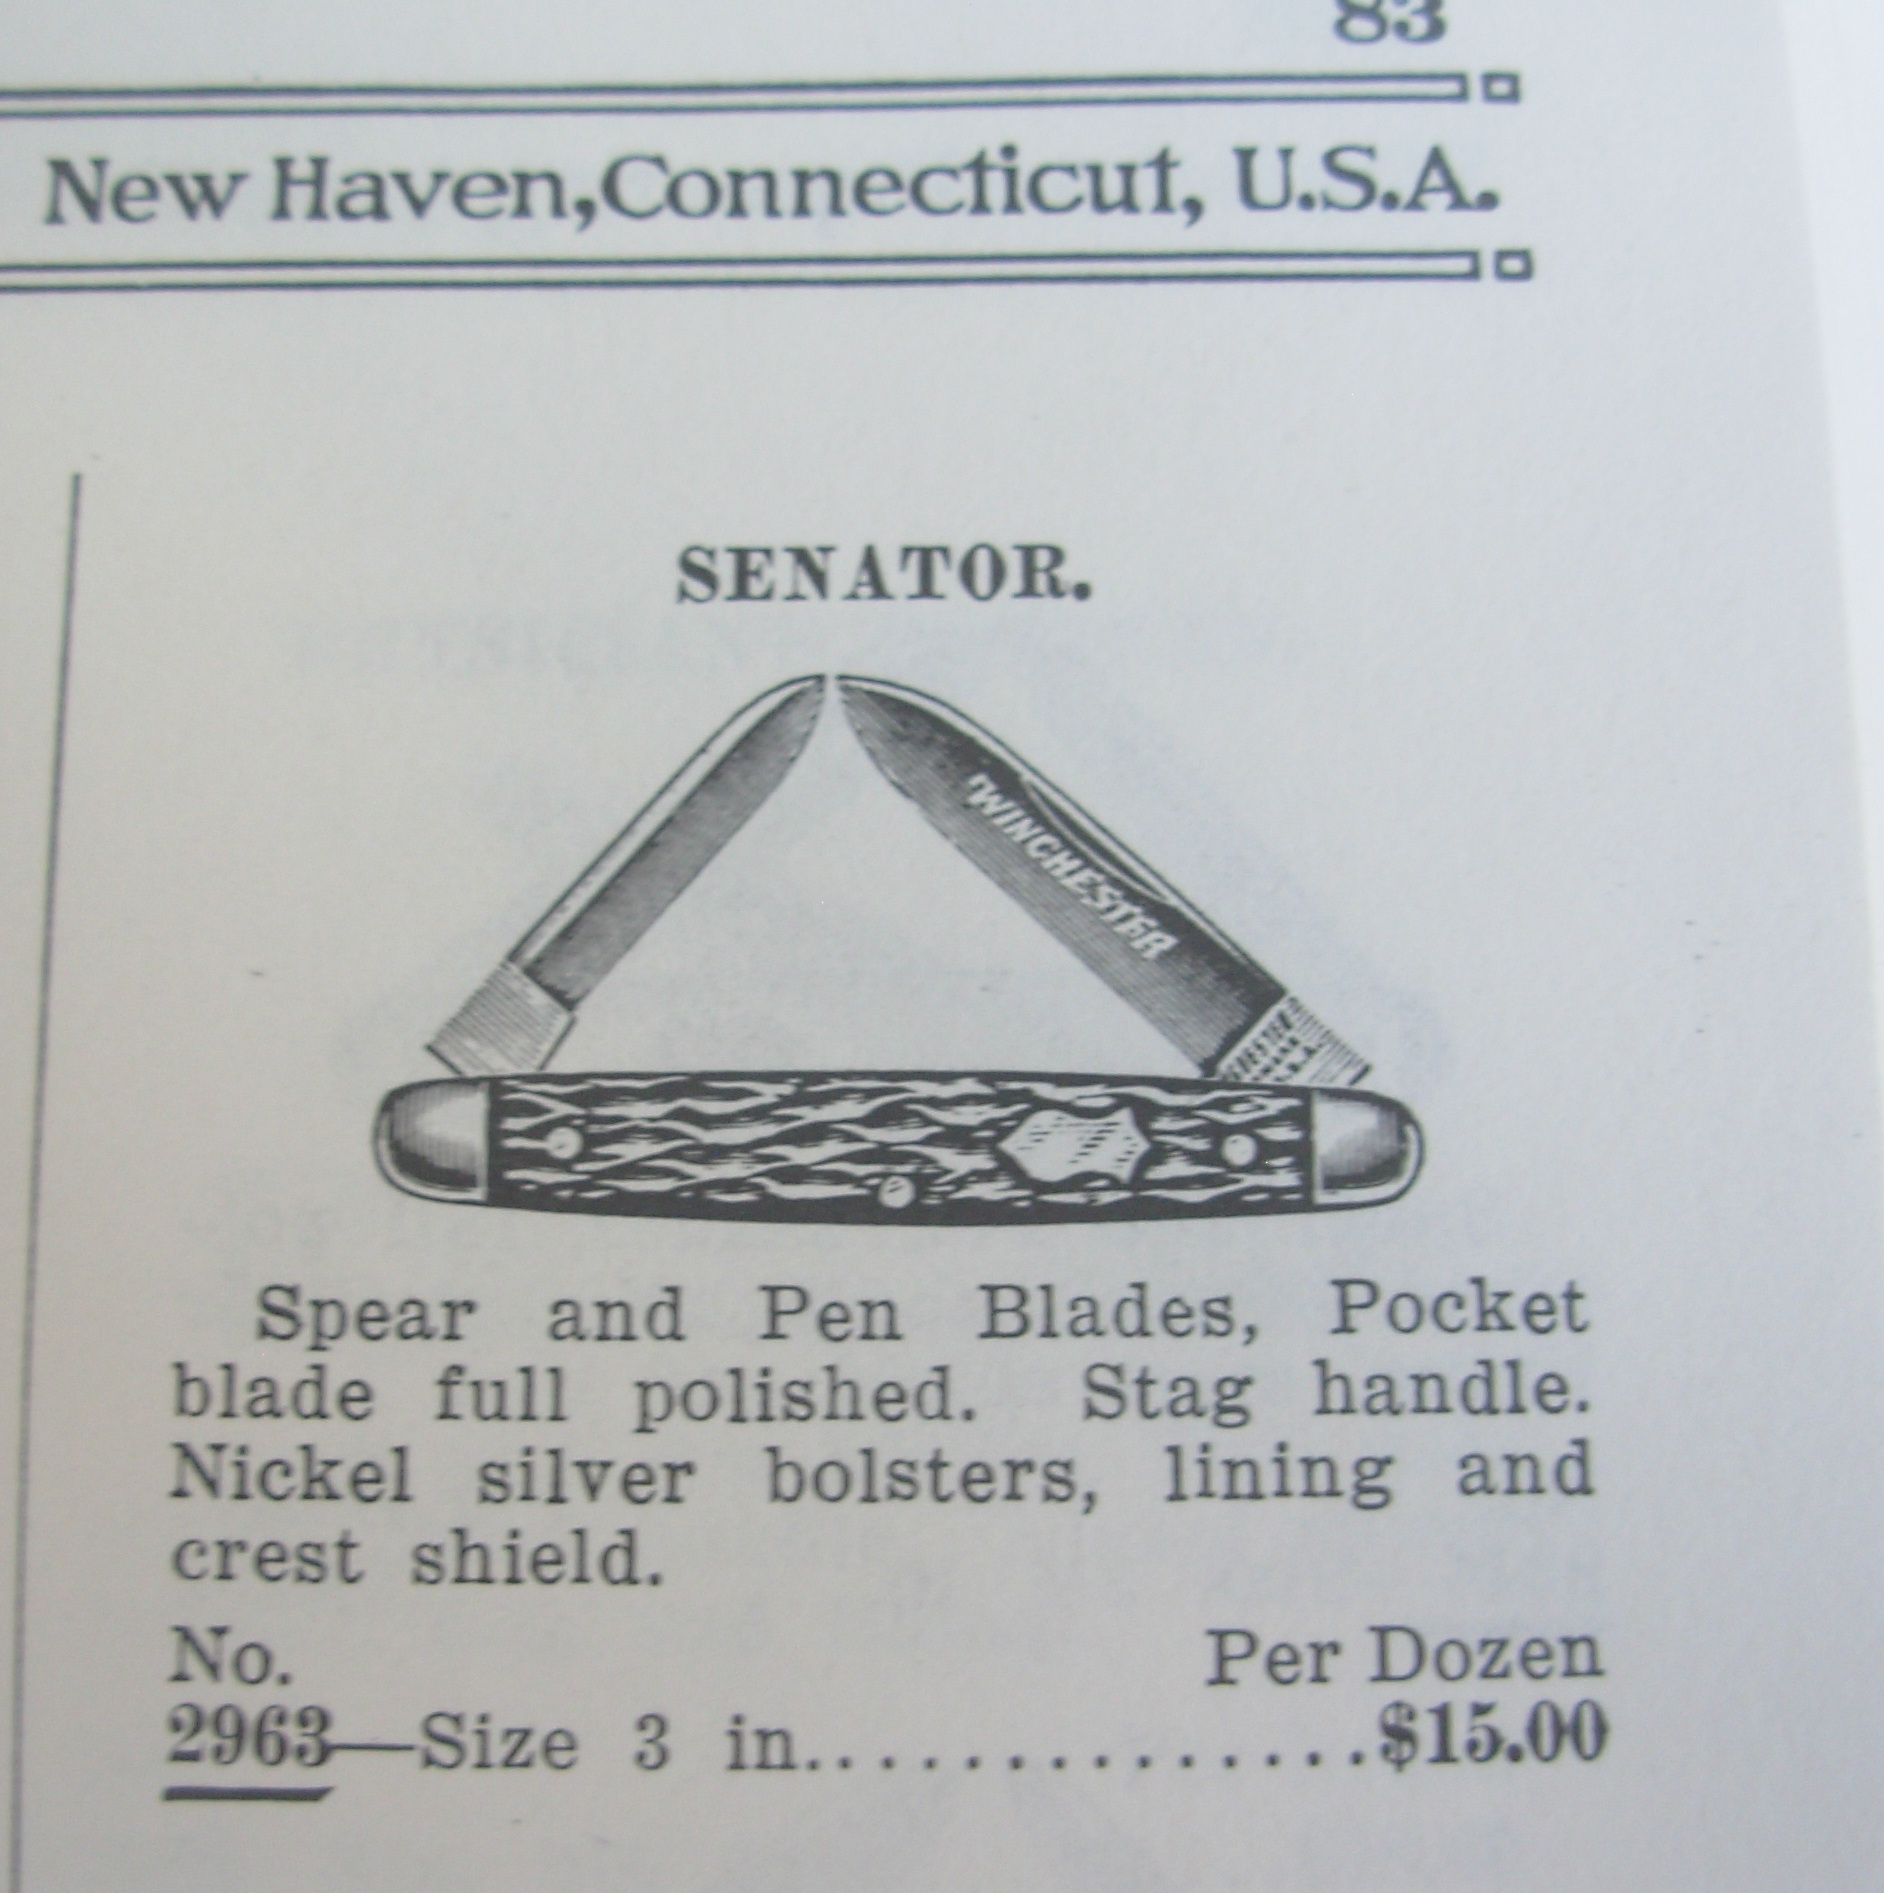 83
New Haven, Connecticut, U.S.A.
SENATOR.
WINCHESTER
Spear and Pen Blades, Pocket
blade full polished. Stag handle.
Nickel silver bolsters, lining and
crest shield.
No. Per Dozen
2963—Size 3 in...............$15.00